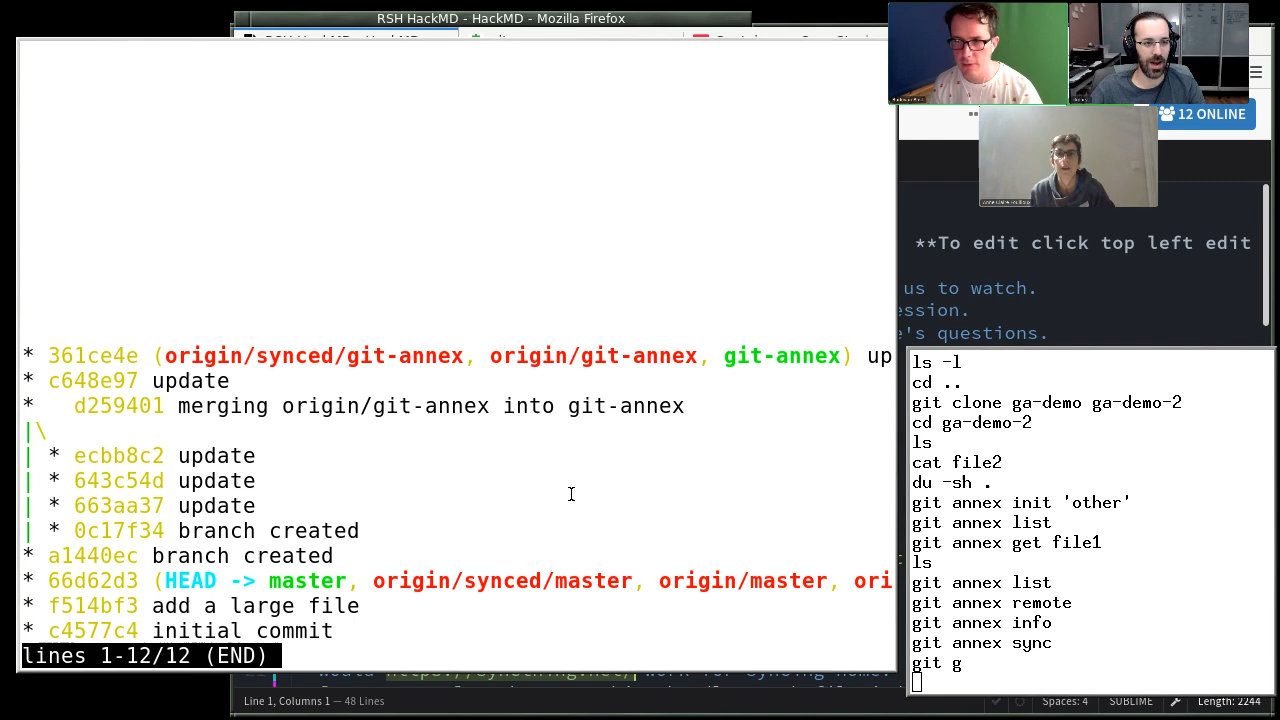 RSH HackMD - HackMD - Mozilla Firefox
12 ONLINE
**To edit click top left edit
us to watch.
ession.
e's questions.
* 361ce4e (origin/synced/git-annex, origin/git-annex, git-annex) up
* c648e97 update
*   d259401 merging origin/git-annex into git-annex
|\
| * ecbb8c2 update
| * 643c54d update
| * 663aa37 update
| * 0c17f34 branch created
* a1440ec branch created
* 66d62d3 (HEAD -> master, origin/synced/master, origin/master, ori
* f514bf3 add a large file
* c4577c4 initial commit
lines 1-12/12 (END)
ls -l
cd ..
git clone ga-demo ga-demo-2
cd ga-demo-2
ls
cat file2
du -sh .
git annex init 'other'
git annex list
git annex get file1
ls
git annex list
git annex remote
git annex info
git annex sync
git g
Line 1, Columns 1 — 48 Lines
Spaces: 4
SUBLIME
Length: 2244